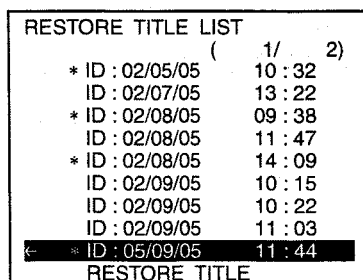 RESTORE TITLE LIST
( 1/ 2)
* ID : 02/05/05 10 : 32
ID : 02/07/05 13 : 22
* ID : 02/08/05 09 : 38
ID : 02/08/05 11 : 47
* ID : 02/08/05 14 : 09
ID : 02/09/05 10 : 15
ID : 02/09/05 10 : 22
ID : 02/09/05 11 : 03
← * ID : 05/09/05 11 : 44
RESTORE TITLE